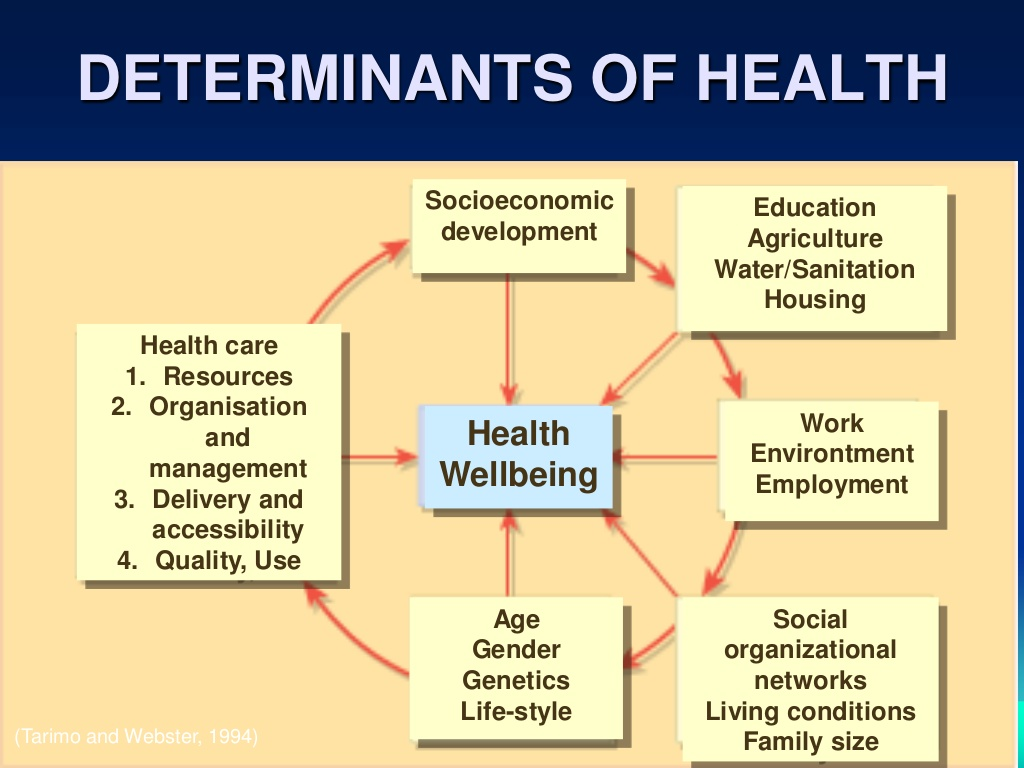 DETERMINANTS OF HEALTH
Socioeconomic
development
Education
Agriculture
Water/Sanitation
Housing
Health care
1. Resources
2. Organisation
and
management
3. Delivery and
accessibility
4. Quality, Use
Health
Wellbeing
Work
Environtment
Employment
Age
Gender
Genetics
Life-style
Social
organizational
networks
Living conditions
Family size
(Tarimo and Webster, 1994)